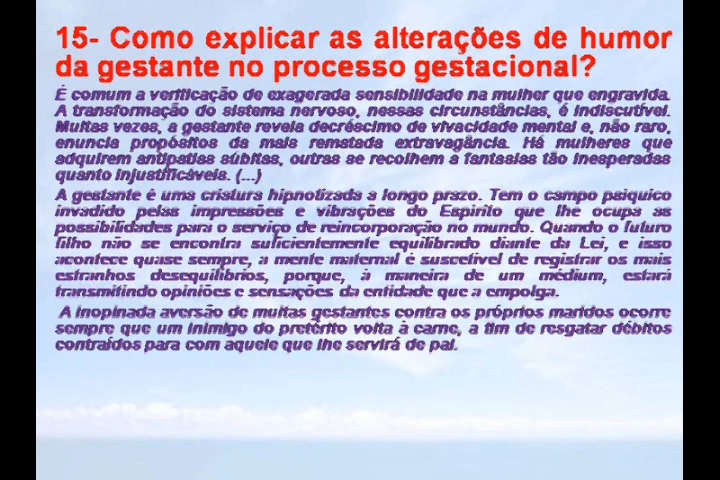 15- Como explicar as alterações de humor
da gestante no processo gestacional?
É comum a verificação de exagerada sensibilidade na mulher que engravida.
A transformação do sistema nervoso, nessas circunstâncias, é indiscutível.
Muitas vezes, a gestante revela decréscimo de vivacidade mental e, não raro,
enuncia propósitos da mais rematada extravagância. Há mulheres que
adquirem antipatias súbitas, outras se recolhem a fantasias tão inesperadas
quanto injustificáveis. (...)
A gestante é uma criatura hipnotizada a longo prazo. Tem o campo psíquico
invadido pelas impressões e vibrações do Espírito que lhe ocupa as
possibilidades para o serviço de reincorporação no mundo. Quando o futuro
filho não se encontra suficientemente equilibrado diante da Lei, e isso
acontece quase sempre, a mente maternal é suscetível de registrar os mais
estranhos desequilíbrios, porque, à maneira de um médium, estará
transmitindo opiniões e sensações da entidade que a empolga.
A inopinada aversão de muitas gestantes contra os próprios maridos ocorre
sempre que um inimigo do pretérito volta à carne, a fim de resgatar débitos
contraídos para com aquele que lhe servirá de pai.